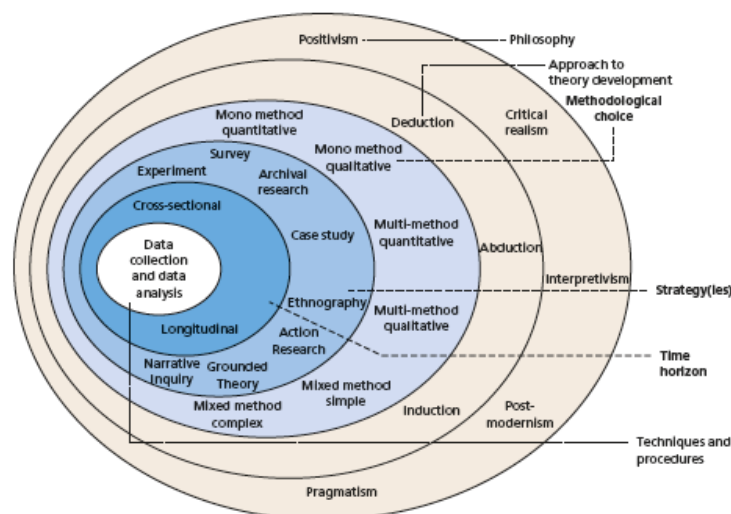 Positivism
Philosophy
Approach to
theory development
Methodological
choice
Deduction
Critical
realism
Mono method
quantitative
Mono method
qualitative
Survey
Experiment
Archival
research
Cross-sectional
Data
collection
and data
analysis
Case study
Multi-method
quantitative
Abduction
Interpretivism
Strategy(ies)
Ethnography
Multi-method
qualitative
Longitudinal
Action
Research
Time
horizon
Narrative
Inquiry
Grounded
Theory
Mixed method
simple
Mixed method
complex
Induction
Post-
modernism
Techniques and
procedures
Pragmatism